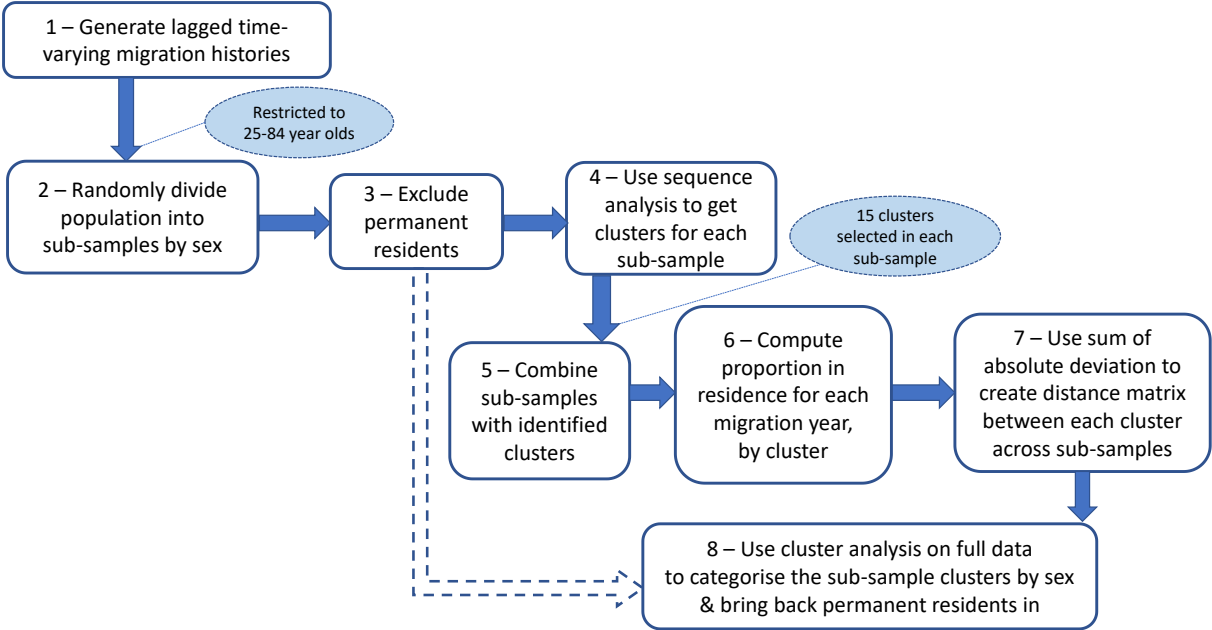 1 – Generate lagged time-
varying migration histories
Restricted to
25-84 year olds
2 – Randomly divide
population into
sub-samples by sex
3 – Exclude
permanent
residents
4 – Use sequence
analysis to get
clusters for each
sub-sample
15 clusters
selected in each
sub-sample
5 – Combine
sub-samples
with identified
clusters
6 – Compute
proportion in
residence for each
migration year,
by cluster
7 – Use sum of
absolute deviation to
create distance matrix
between each cluster
across sub-samples
8 – Use cluster analysis on full data
to categorise the sub-sample clusters by sex
& bring back permanent residents in